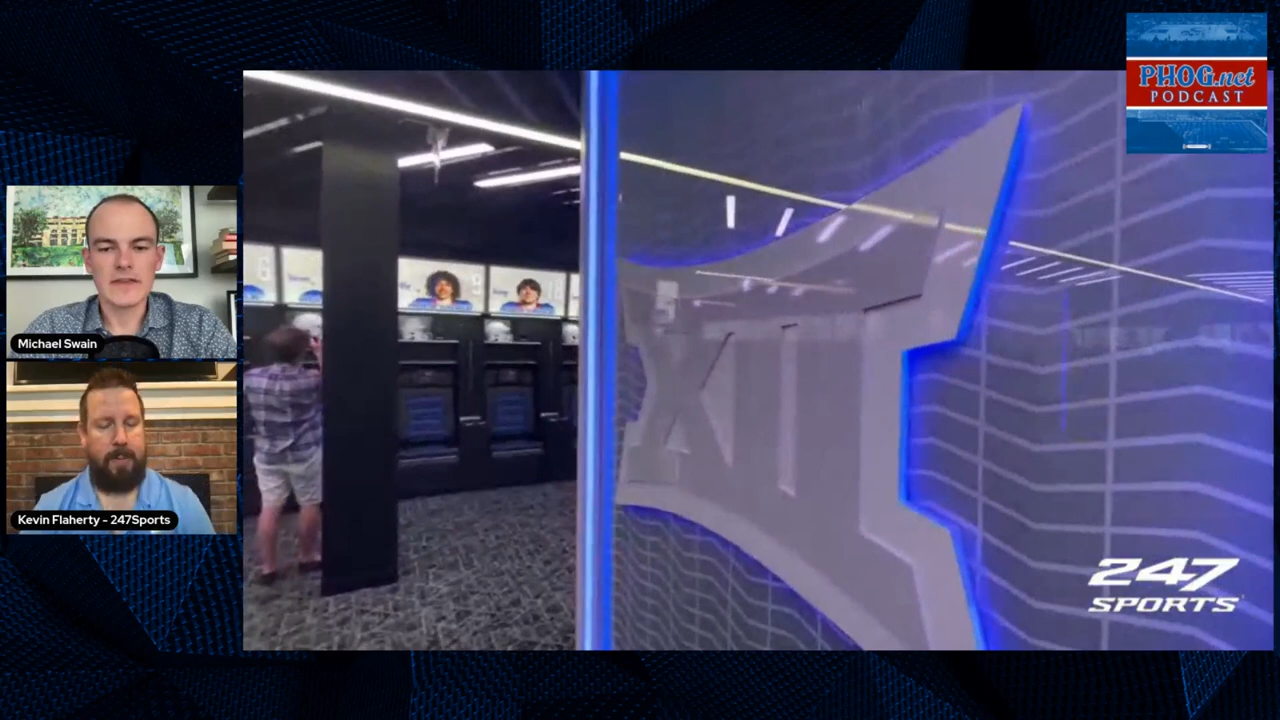 PHOG.net
PODCAST
Michael Swain
Kevin Flaherty - 247Sports
XII
247
SPORTS